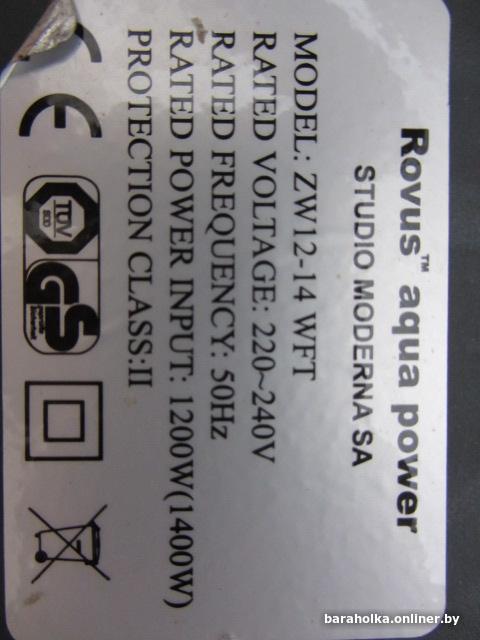 Rovus™ aqua power
STUDIO MODERNA SA
MODEL: ZW12-14 WFT
RATED VOLTAGE: 220~240V
RATED FREQUENCY: 50Hz
RATED POWER INPUT: 1200W(1400W)
PROTECTION CLASS:II
CE
TÜV
GS
baraholka.onliner.by